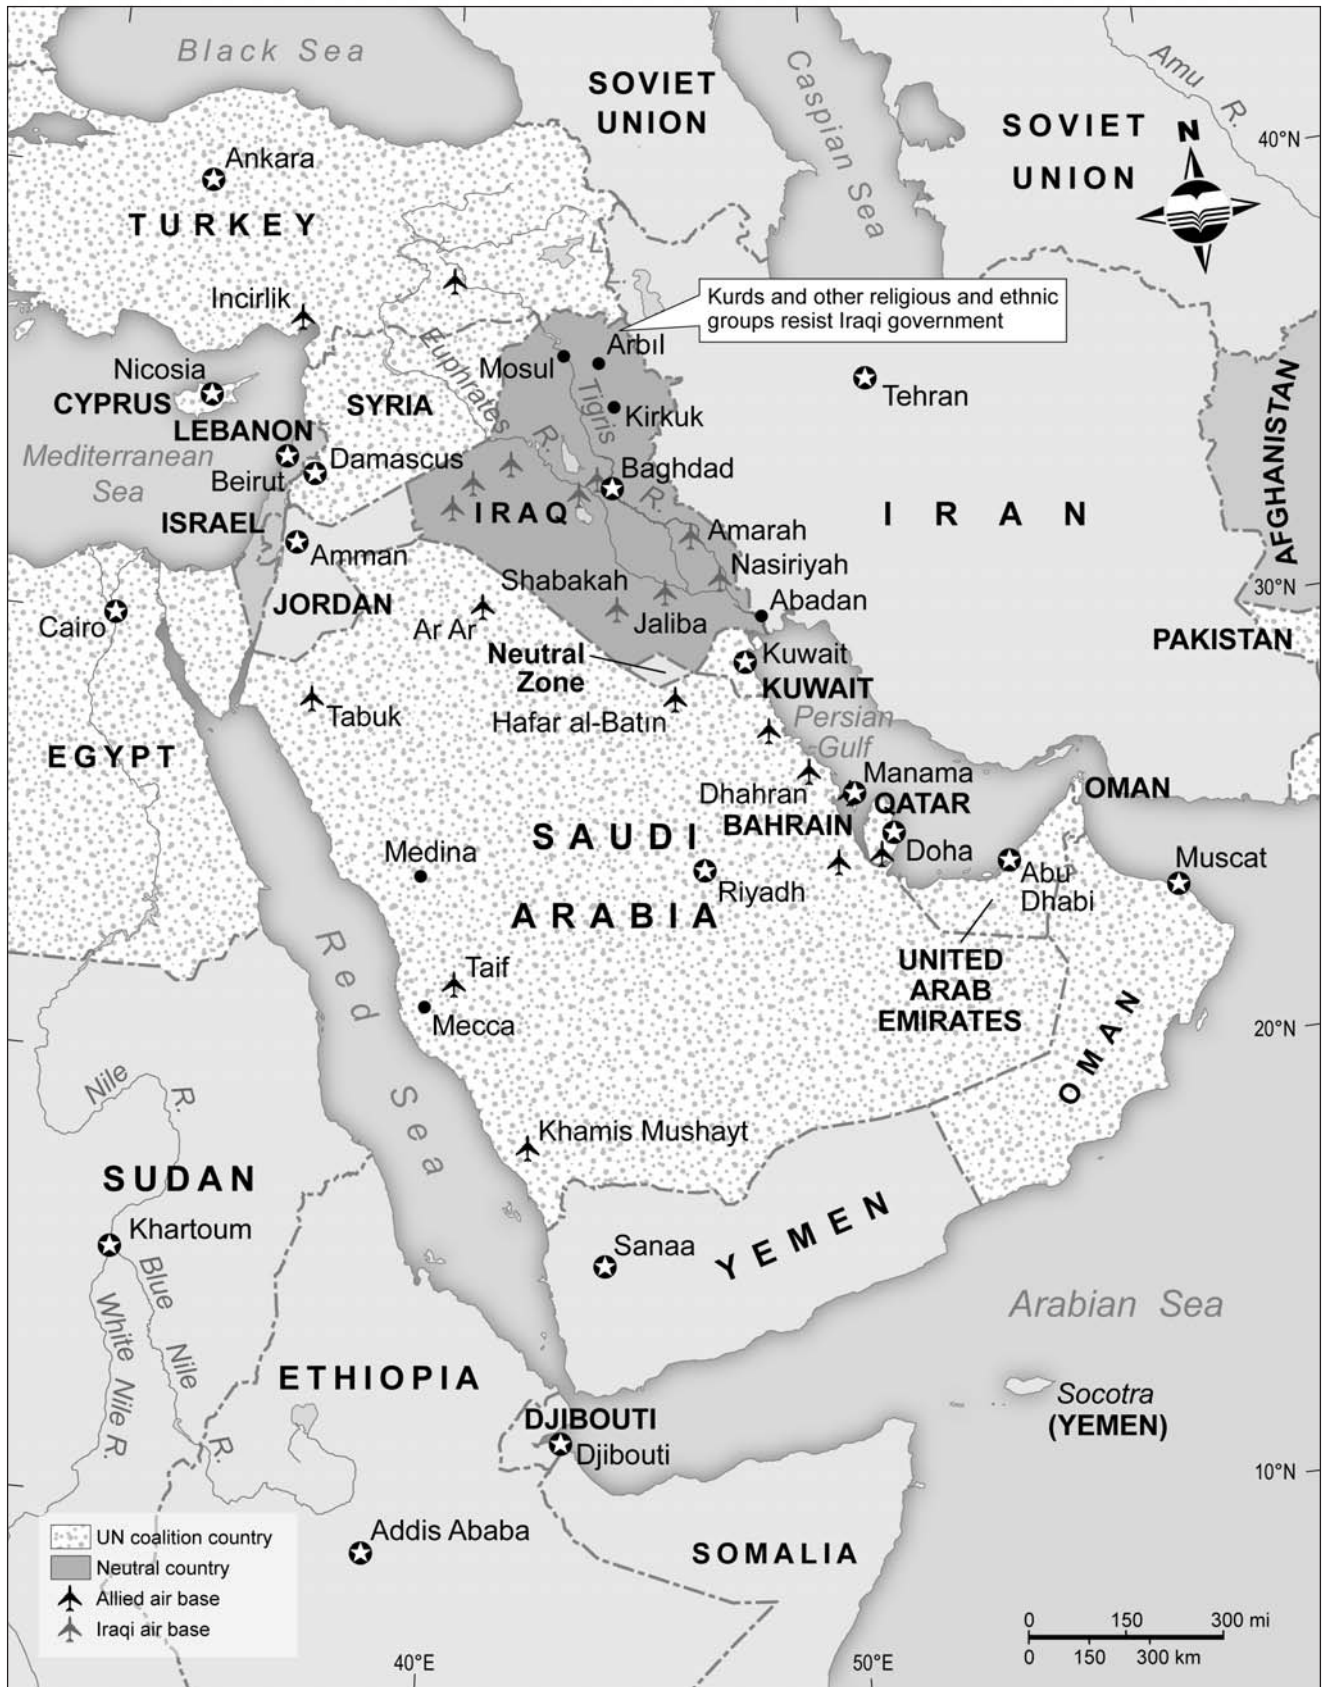 Black Sea
SOVIET
UNION
Caspian Sea
Amu R.
SOVIET
UNION
N
40°N
Ankara
TURKEY
Incirlik
L
Kurds and other religious and ethnic
groups resist Iraqi government
Mosul
Arbıl
Euphrates R.
Tigris R.
Kirkuk
Tehran
Nicosia
CYPRUS
SYRIA
LEBANON
Mediterranean
Sea
Beirut
Damascus
Baghdad
IRAQ
IRAN
AFGHANISTAN
ISRAEL
Amman
Amarah
Nasiriyah
Shabakah
Abadan
30°N
JORDAN
Cairo
Ar Ar
Jaliba
PAKISTAN
Neutral
Zone
Kuwait
KUWAIT
Tabuk
Hafar al-Batın
Persian
Gulf
EGYPT
Manama
Dhahran
QATAR
OMAN
BAHRAIN
SAUDI
Doha
Medina
Riyadh
Abu
Dhabi
Muscat
ARABIA
Red Sea
Taif
UNITED
ARAB
EMIRATES
Mecca
OMAN
20°N
Nile R.
Khamis Mushayt
SUDAN
Khartoum
Sanaa
YEMEN
Blue Nile R.
White Nile R.
Arabian Sea
ETHIOPIA
Socotra
(YEMEN)
DJIBOUTI
Djibouti
10°N
Addis Ababa
SOMALIA
UN coalition country
Neutral country
Allied air base
Iraqi air base
0 150 300 mi
0 150 300 km
40°E
50°E